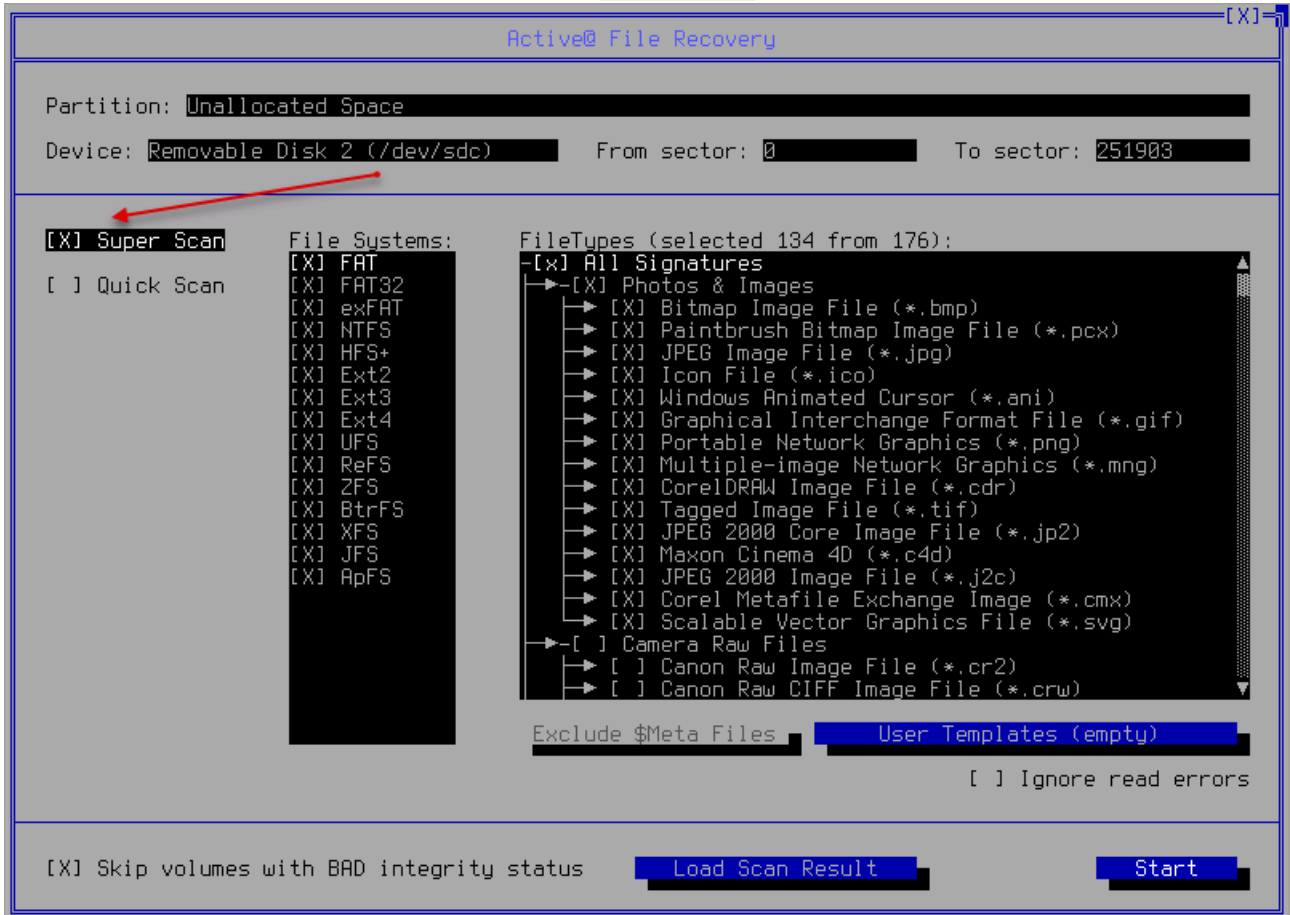 [X]
Active@ File Recovery
Partition: Unallocated Space
Device: Removable Disk 2 (/dev/sdc) From sector: 0 To sector: 251903
[X] Super Scan
[ ] Quick Scan
File Systems:
[X] FAT
[X] FAT32
[X] exFAT
[X] NTFS
[X] HFS+
[X] Ext2
[X] Ext3
[X] Ext4
[X] UFS
[X] ReFS
[X] ZFS
[X] BtrFS
[X] XFS
[X] JFS
[X] ApFS
FileTypes (selected 134 from 176):
-[x] All Signatures
-[X] Photos & Images
[X] Bitmap Image File (*.bmp)
[X] Paintbrush Bitmap Image File (*.pcx)
[X] JPEG Image File (*.jpg)
[X] Icon File (*.ico)
[X] Windows Animated Cursor (*.ani)
[X] Graphical Interchange Format File (*.gif)
[X] Portable Network Graphics (*.png)
[X] Multiple-image Network Graphics (*.mng)
[X] CorelDRAW Image File (*.cdr)
[X] Tagged Image File (*.tif)
[X] JPEG 2000 Core Image File (*.jp2)
[X] Maxon Cinema 4D (*.c4d)
[X] JPEG 2000 Image File (*.j2c)
[X] Corel Metafile Exchange Image (*.cmx)
[X] Scalable Vector Graphics File (*.svg)
-[ ] Camera Raw Files
[ ] Canon Raw Image File (*.cr2)
[ ] Canon Raw CIFF Image File (*.crw)
Exclude $Meta Files
User Templates (empty)
[ ] Ignore read errors
[X] Skip volumes with BAD integrity status
Load Scan Result
Start